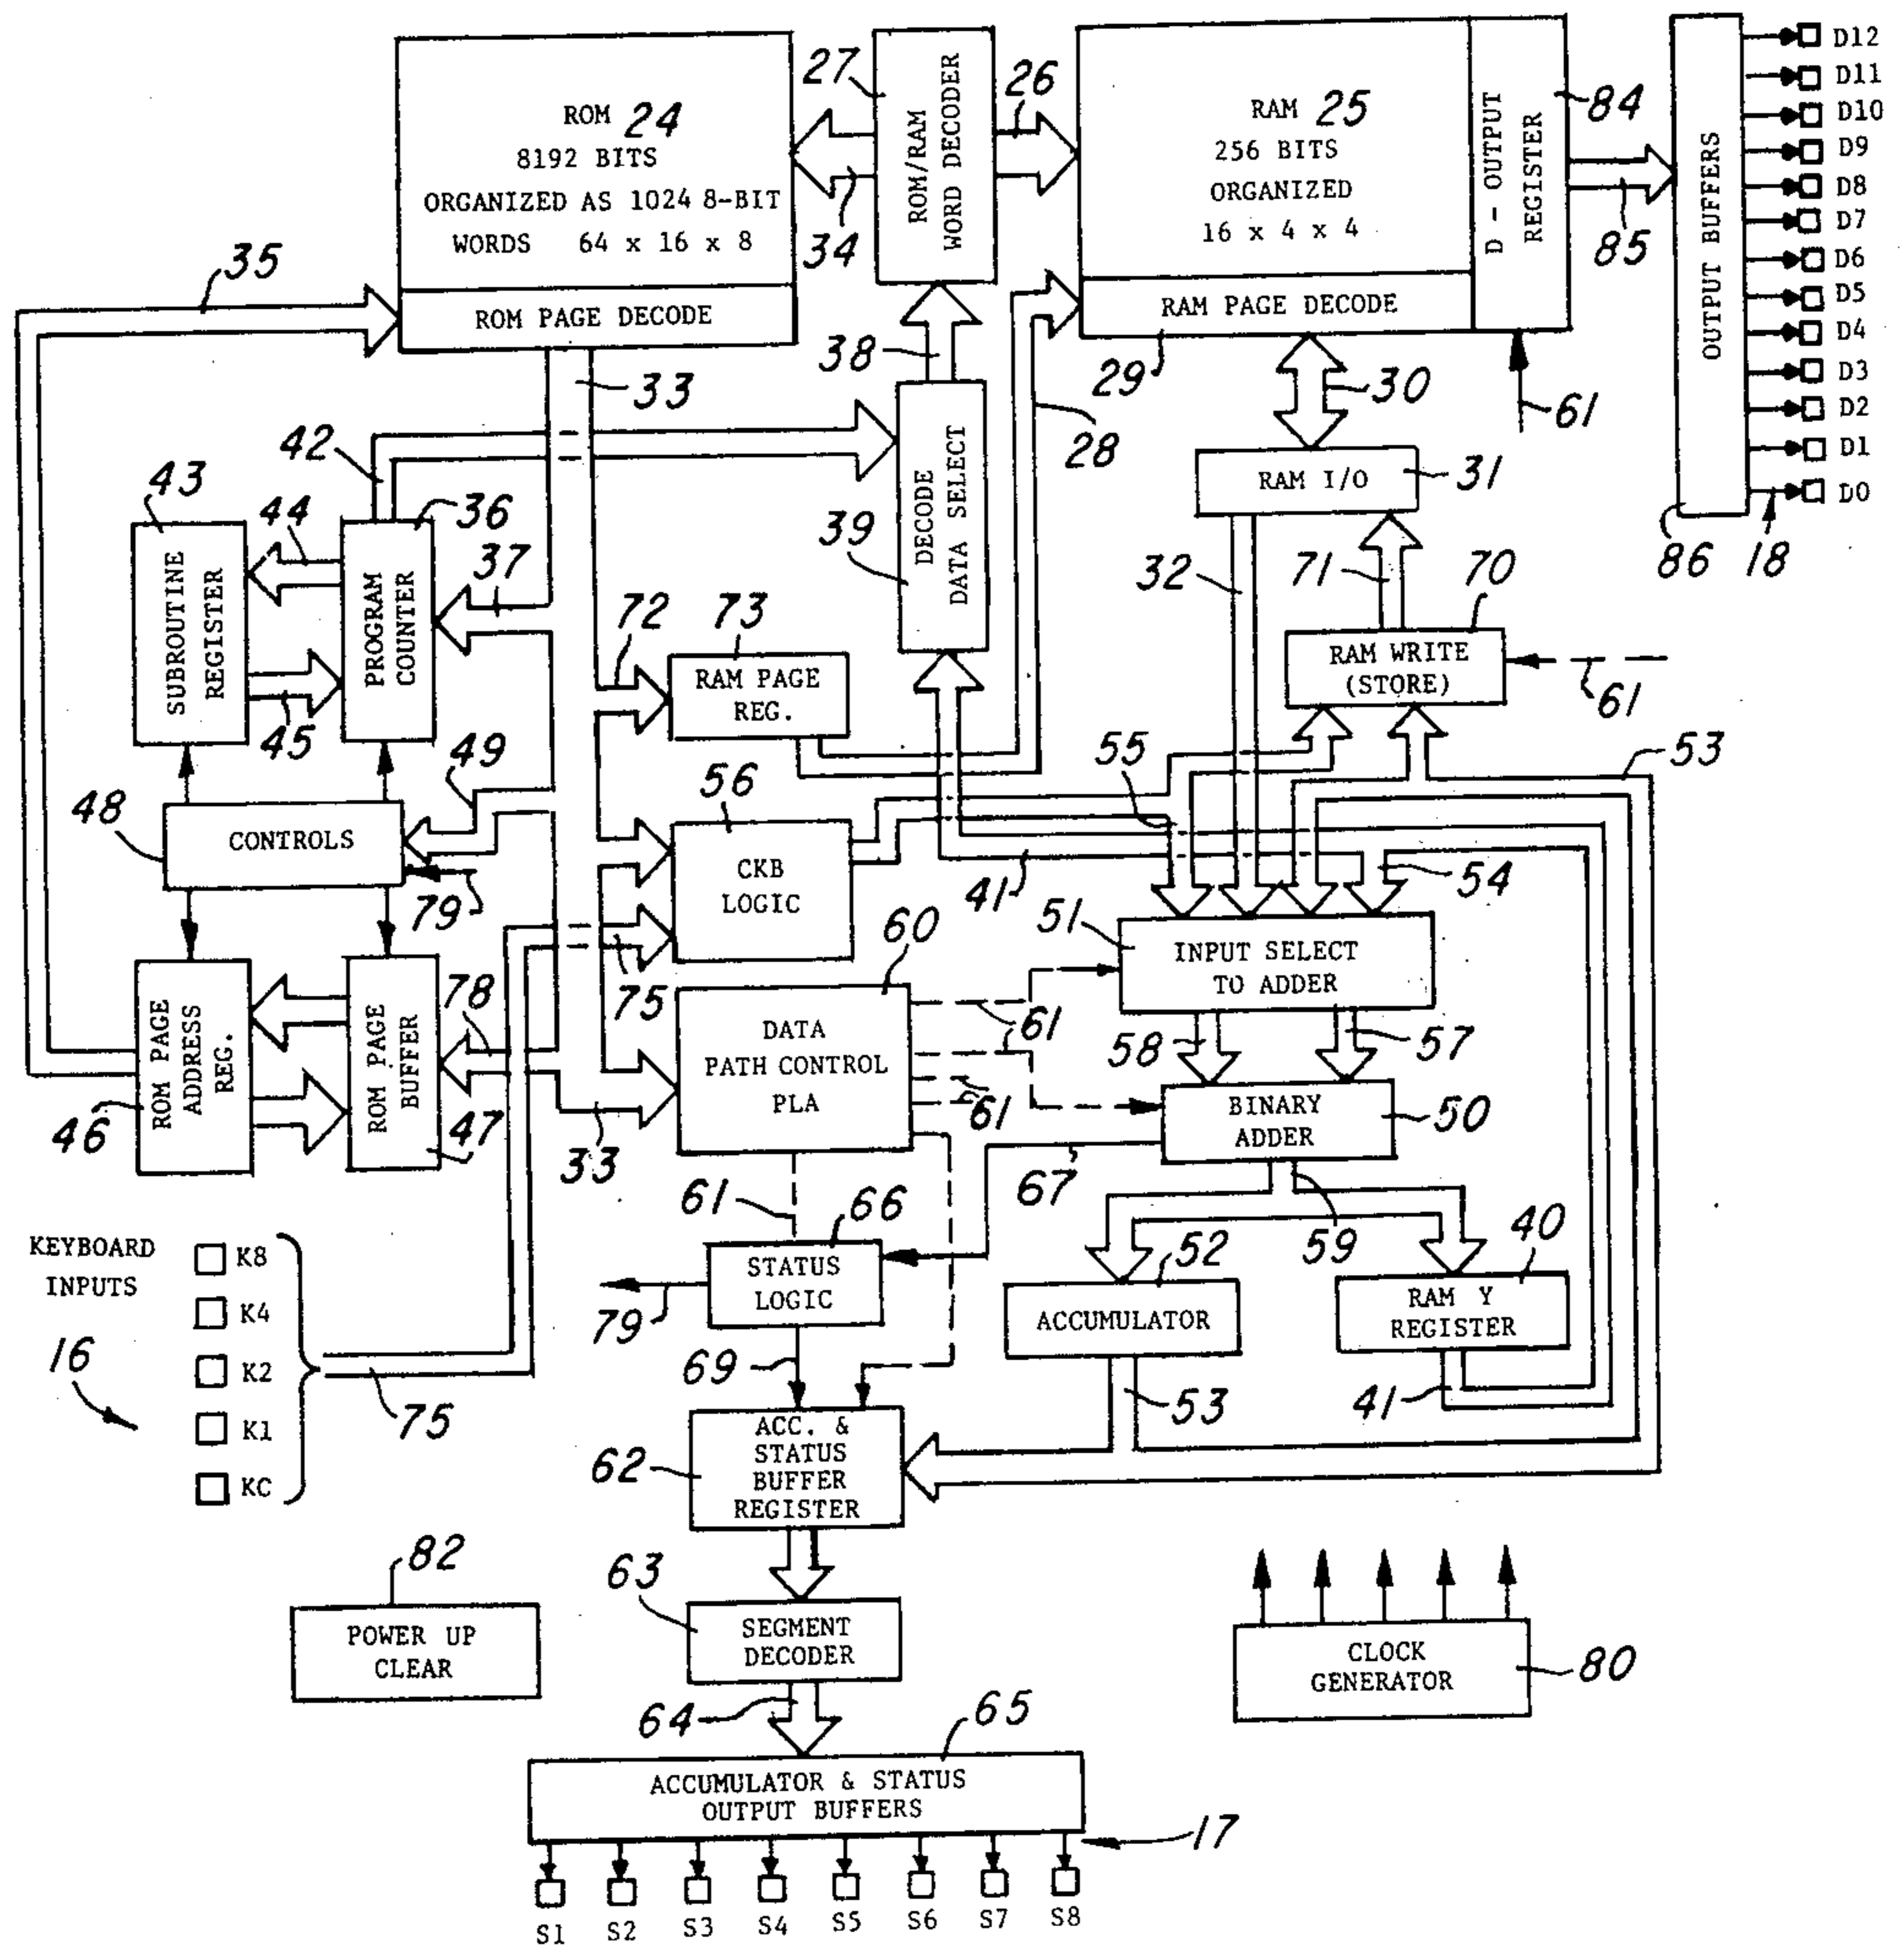 ROM 24
8192 BITS
ORGANIZED AS 1024 8-BIT
WORDS 64 x 16 x 8
ROM PAGE DECODE
35
27
ROM/RAM
WORD DECODER
26
34
RAM 25
256 BITS
ORGANIZED
16 x 4 x 4
RAM PAGE DECODE
D - OUTPUT
REGISTER
84
85
OUTPUT BUFFERS
D12
D11
D10
D9
D8
D7
D6
D5
D4
D3
D2
D1
D0
86
18
33
38
29
30
61
28
42
43
44
36
37
SUBROUTINE
REGISTER
PROGRAM
COUNTER
45
39
DECODE
DATA SELECT
RAM I/O
31
32
71
70
RAM WRITE
(STORE)
61
72
73
RAM PAGE
REG.
49
48
CONTROLS
79
56
CKB
LOGIC
55
53
41
54
51
INPUT SELECT
TO ADDER
46
ROM PAGE
ADDRESS
REG.
ROM PAGE
BUFFER
47
78
75
60
DATA
PATH CONTROL
PLA
61
61
33
58
57
BINARY
ADDER
50
67
59
61
66
STATUS
LOGIC
79
69
52
ACCUMULATOR
40
RAM Y
REGISTER
53
41
KEYBOARD
INPUTS
K8
K4
K2
K1
KC
16
75
62
ACC. &
STATUS
BUFFER
REGISTER
82
POWER UP
CLEAR
63
SEGMENT
DECODER
64
65
CLOCK
GENERATOR
80
ACCUMULATOR & STATUS
OUTPUT BUFFERS
17
S1
S2
S3
S4
S5
S6
S7
S8